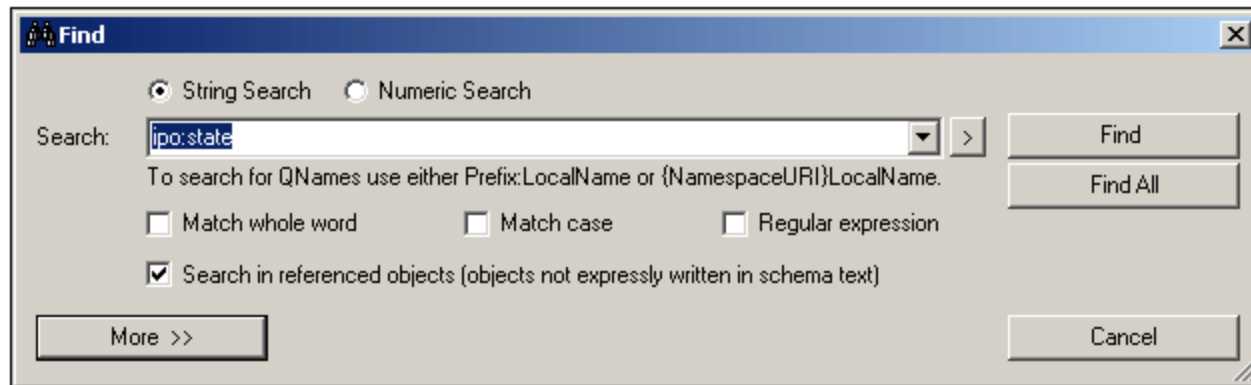 Find
String Search Numeric Search
Search: ipo:state > Find
To search for QNames use either Prefix:LocalName or {NamespaceURI}LocalName.
Find All
Match whole word Match case Regular expression
Search in referenced objects (objects not expressly written in schema text)
More >> Cancel